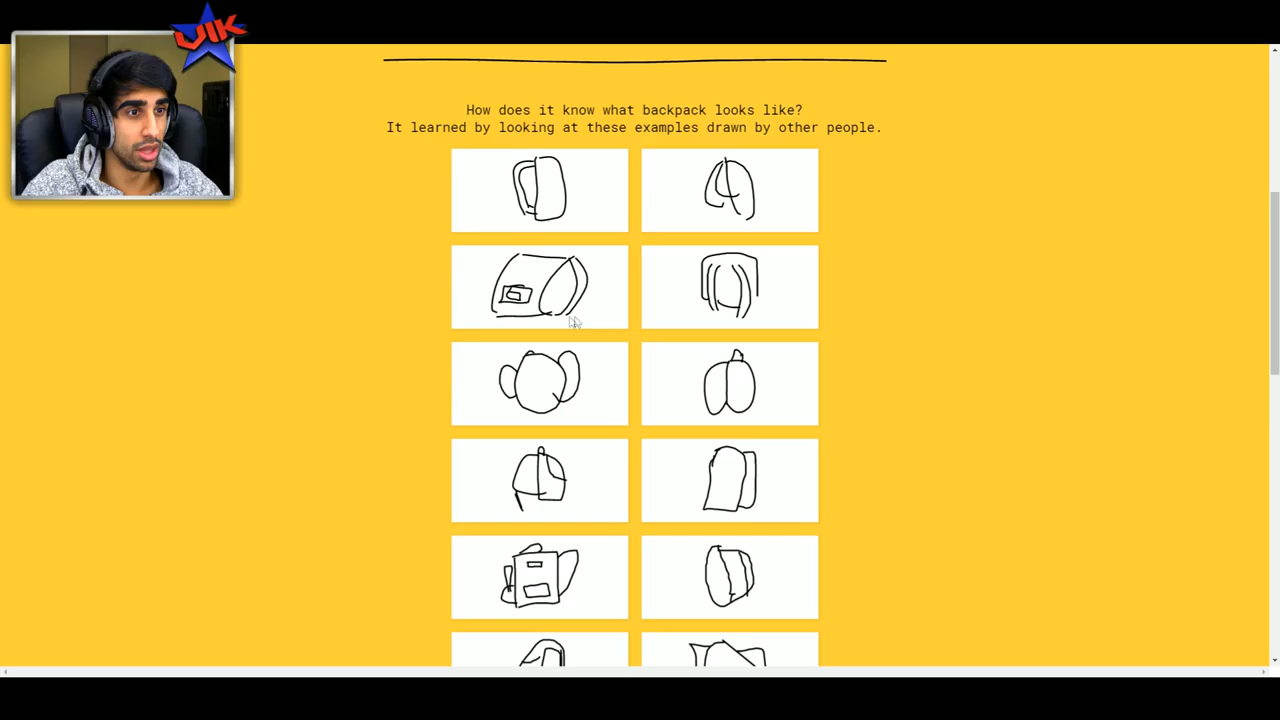 VIK
How does it know what backpack looks like?
It learned by looking at these examples drawn by other people.